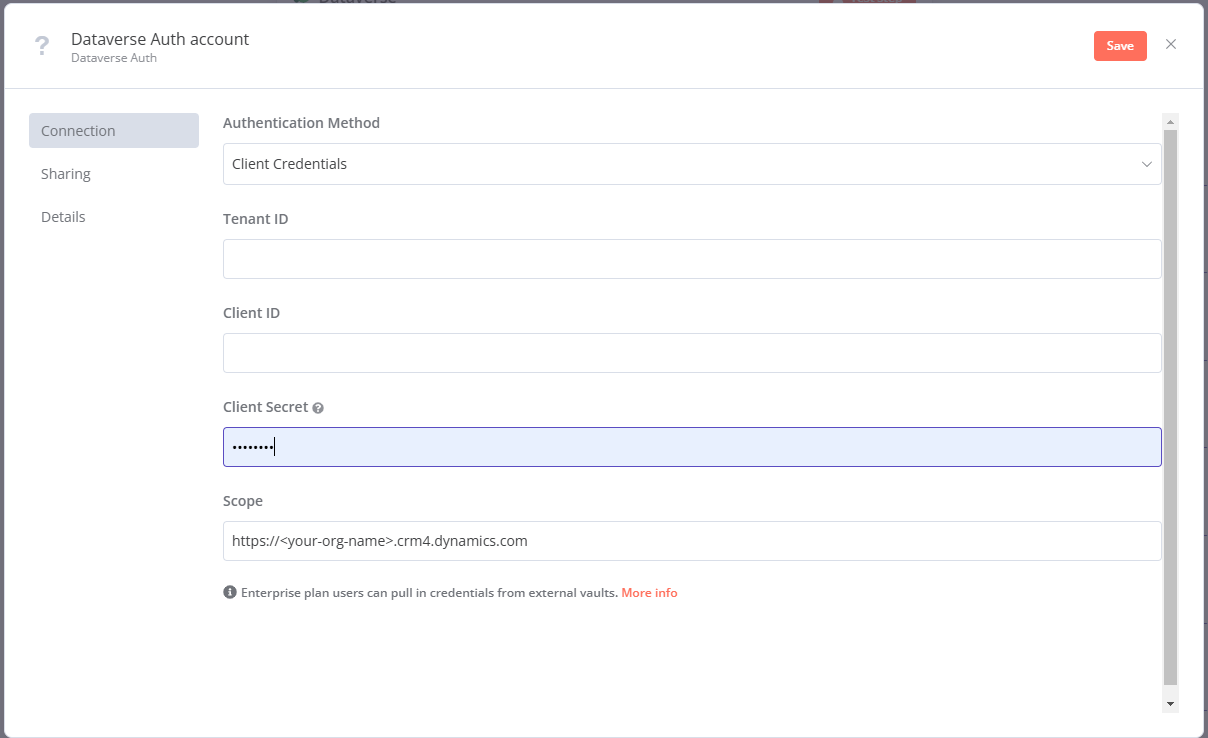 Dataverse
Dataverse Auth account
Dataverse Auth
Save
Connection
Sharing
Details
Authentication Method
Client Credentials
Tenant ID
Client ID
Client Secret
••••••••
Scope
https://<your-org-name>.crm4.dynamics.com
Enterprise plan users can pull in credentials from external vaults. More info